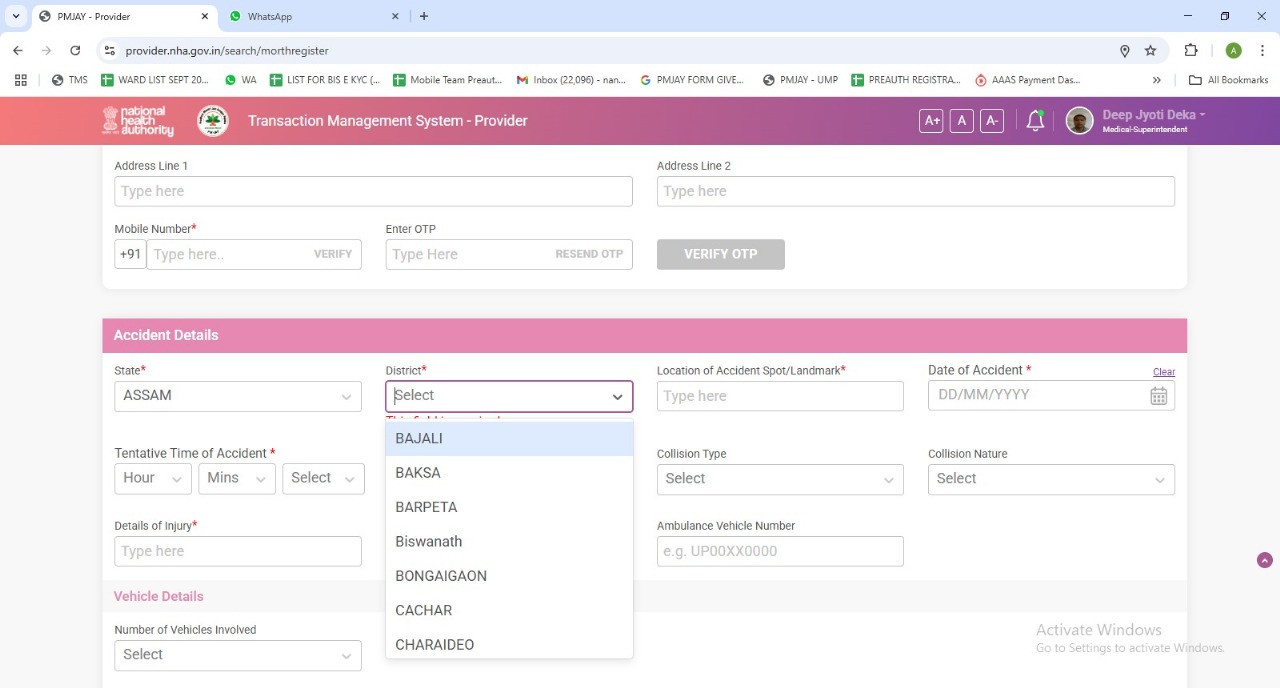 PMJAY - Provider
WhatsApp
provider.nha.gov.in/search/morthregister
A
TMS
WARD LIST SEPT 20...
WA
LIST FOR BIS E KYC (...
Mobile Team Preaut...
Inbox (22,096) - nan...
PMJAY FORM GIVE...
PMJAY - UMP
PREAUTH REGISTRA...
AAAS Payment Das...
All Bookmarks
national
health
authority
Transaction Management System - Provider
A+ A A-
Deep Jyoti Deka
Medical-Superintendent
Address Line 1
Address Line 2
Type here
Type here
Mobile Number*
Enter OTP
+91 Type here.. VERIFY
Type Here RESEND OTP
VERIFY OTP
Accident Details
State*
District*
Location of Accident Spot/Landmark*
Date of Accident *
Clear
ASSAM
Select
Type here
DD/MM/YYYY
BAJALI
BAKSA
BARPETA
Biswanath
BONGAIGAON
CACHAR
CHARAIDEO
Tentative Time of Accident *
Collision Type
Collision Nature
Hour Mins Select
Select
Select
Details of Injury*
Ambulance Vehicle Number
Type here
e.g. UP00XX0000
Vehicle Details
Number of Vehicles Involved
Select
Activate Windows
Go to Settings to activate Windows.